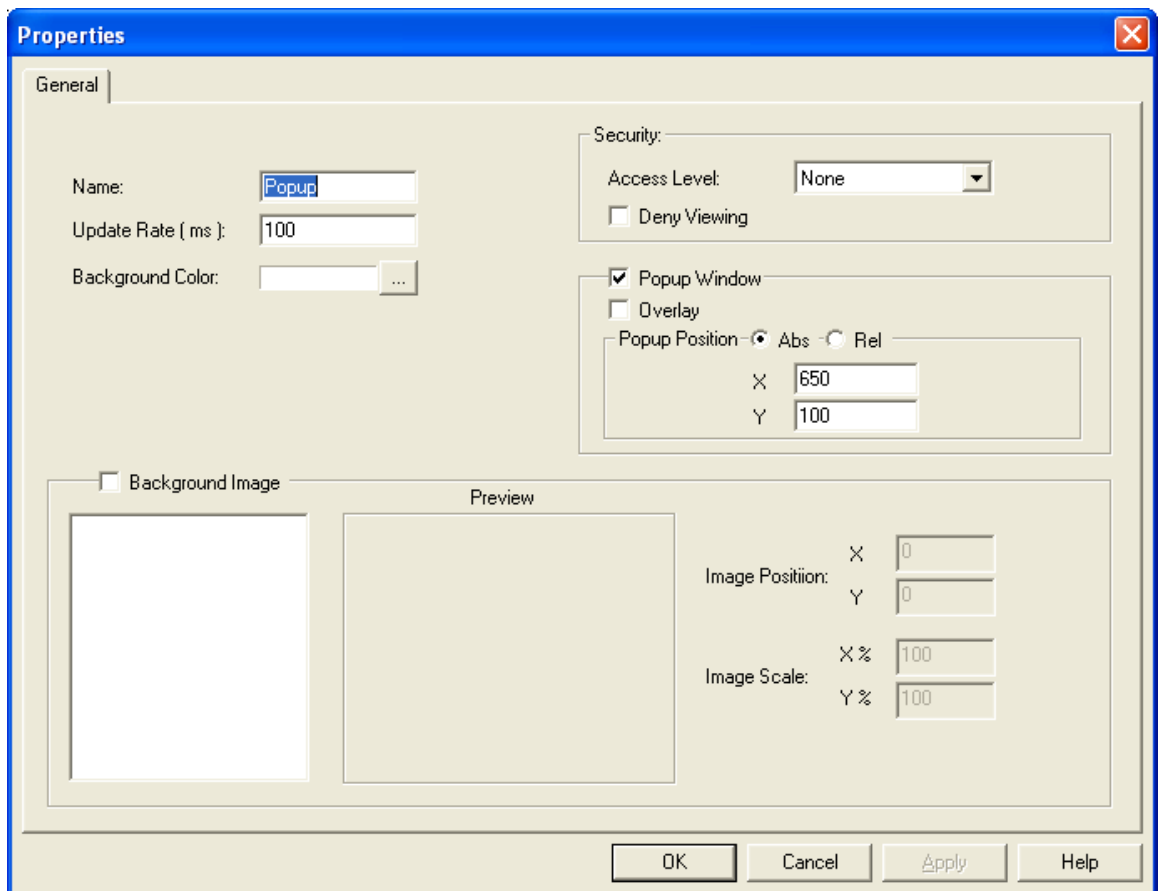 Properties
General
Name:
Popup
Update Rate ( ms ):
100
Background Color:
...
Security:
Access Level:
None
Deny Viewing
Popup Window
Overlay
Popup Position
Abs
Rel
X
650
Y
100
Background Image
Preview
Image Positiion:
X
0
Y
0
Image Scale:
X %
100
Y %
100
OK
Cancel
Apply
Help